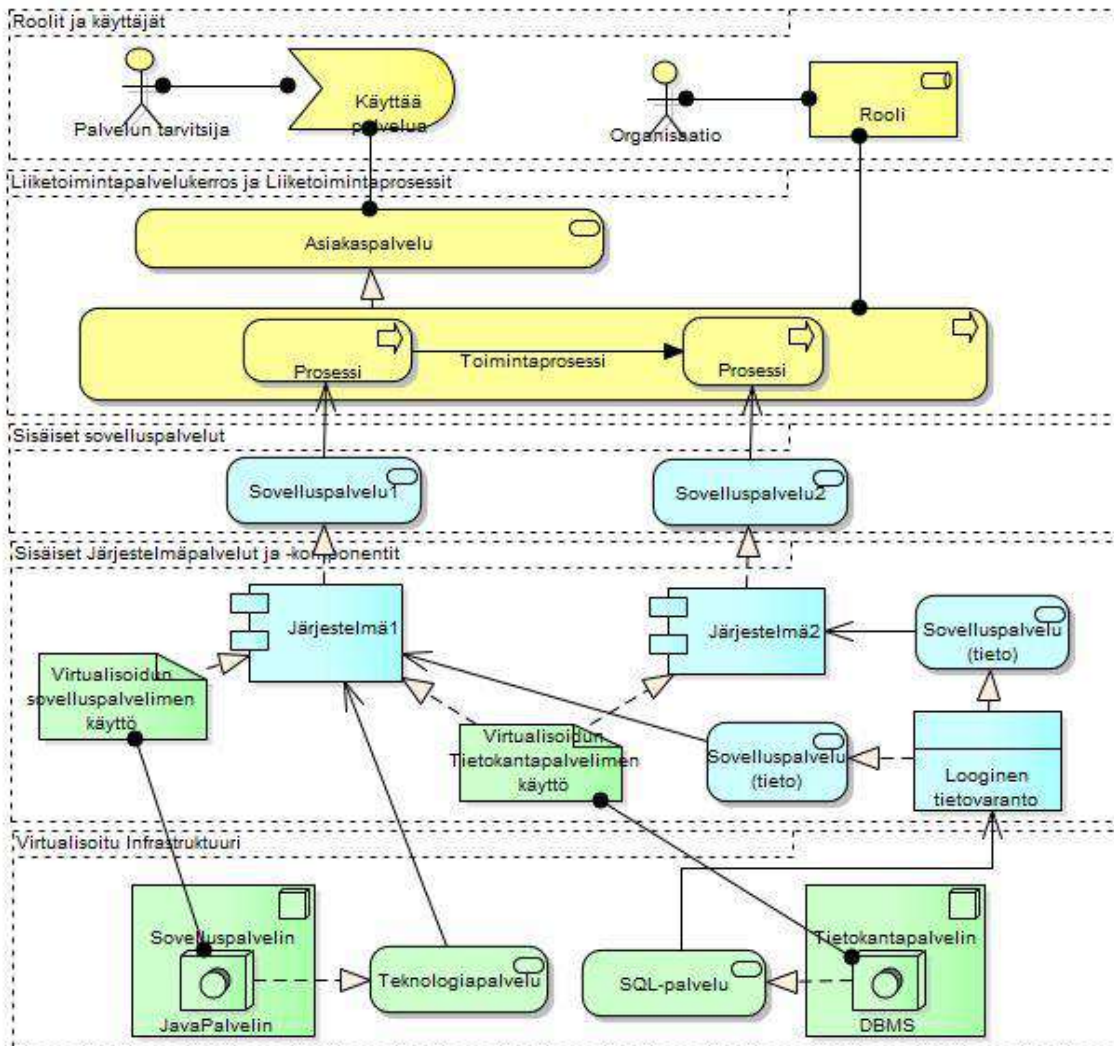 Roolit ja käyttäjät
Palvelun tarvitsija
Käyttää
palvelua
Organisaatio
Rooli
Liiketoimintapalvelukerros ja Liiketoimintaprosessit
Asiakaspalvelu
Prosessi
Toimintaprosessi
Prosessi
Sisäiset sovelluspalvelut
Sovelluspalvelu1
Sovelluspalvelu2
Sisäiset Järjestelmäpalvelut ja -komponentit
Järjestelmä1
Järjestelmä2
Sovelluspalvelu
(tieto)
Virtualisoidun
sovelluspalvelimen
käyttö
Virtualisoidun
Tietokantapalvelimen
käyttö
Sovelluspalvelu
(tieto)
Looginen
tietovaranto
Virtualisoitu Infrastruktuuri
Sovelluspalvelin
JavaPalvelin
Teknologiapalvelu
SQL-palvelu
Tietokantapalvelin
DBMS